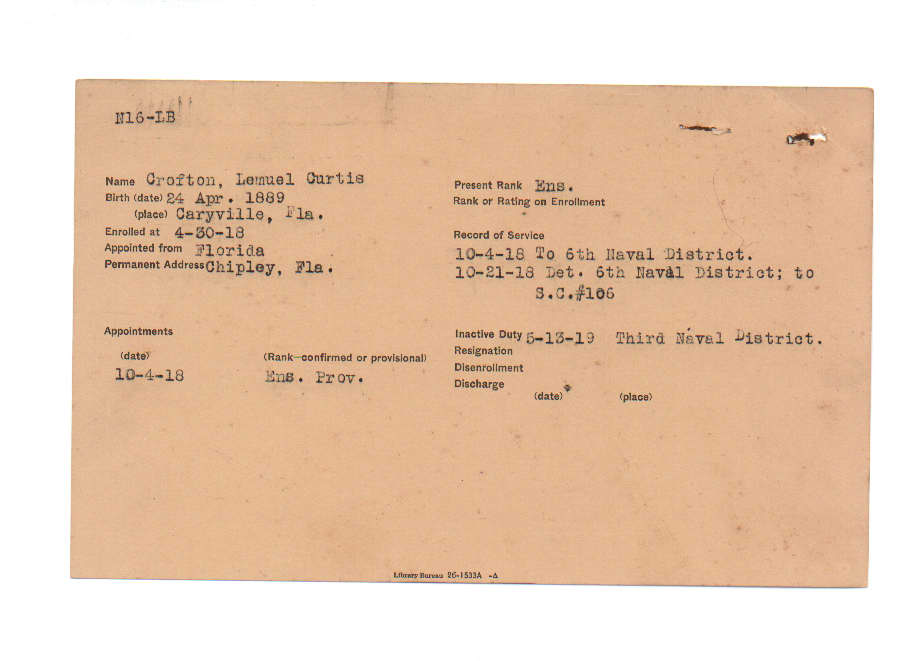 N16-LB
Name Crofton, Lemuel Curtis
Birth (date) 24 Apr. 1889
(place) Caryville, Fla.
Enrolled at 4-30-18
Appointed from Florida
Permanent Address Chipley, Fla.
Appointments
(date) (Rank—confirmed or provisional)
10-4-18 Ens. Prov.
Present Rank Ens.
Rank or Rating on Enrollment
Record of Service
10-4-18 To 6th Naval District.
10-21-18 Det. 6th Naval District; to
S.C.#106
Inactive Duty 5-13-19 Third Naval District.
Resignation
Disenrollment
Discharge
(date) (place)
Library Bureau 26-1533A -Δ